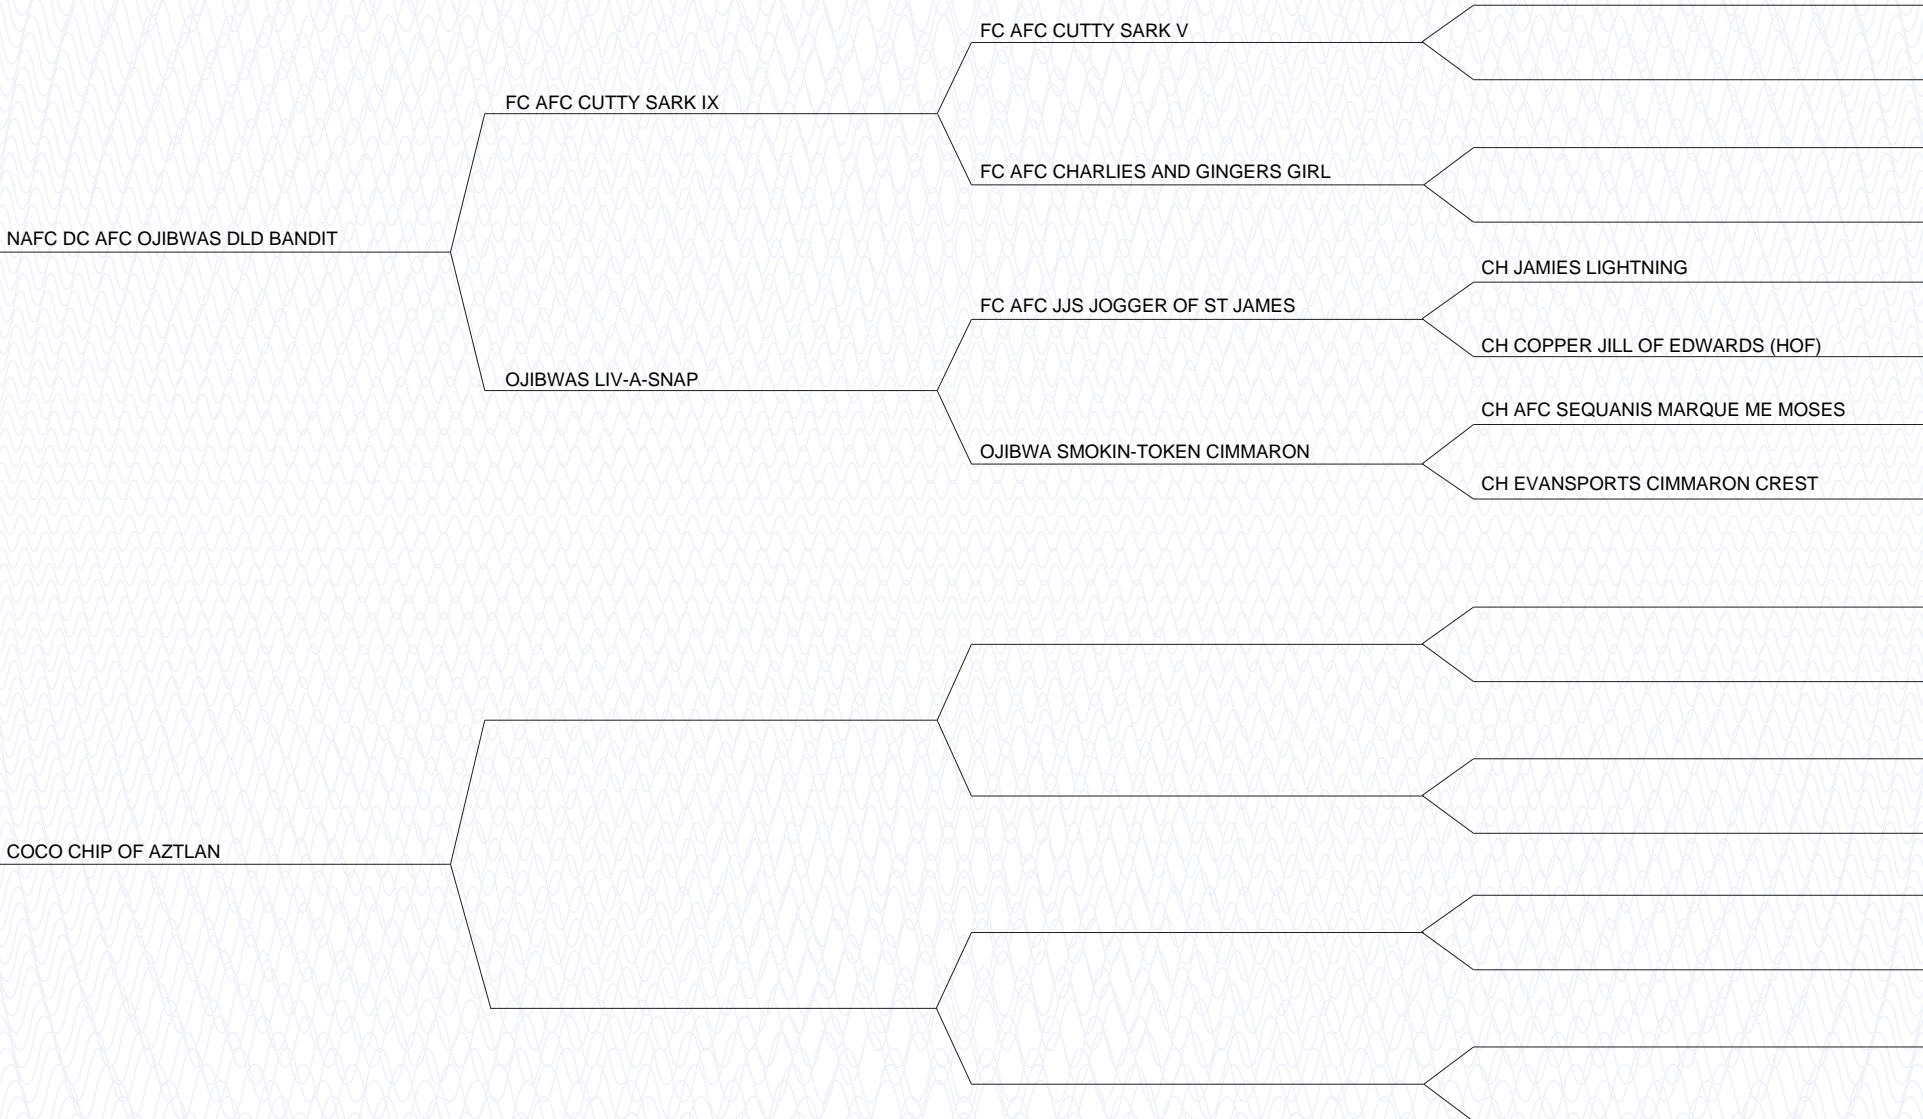 FC AFC CUTTY SARK V
FC AFC CUTTY SARK IX
FC AFC CHARLIES AND GINGERS GIRL
NAFC DC AFC OJIBWAS DLD BANDIT
CH JAMIES LIGHTNING
FC AFC JJS JOGGER OF ST JAMES
CH COPPER JILL OF EDWARDS (HOF)
OJIBWAS LIV-A-SNAP
CH AFC SEQUANIS MARQUE ME MOSES
OJIBWA SMOKIN-TOKEN CIMMARON
CH EVANSPORTS CIMMARON CREST
COCO CHIP OF AZTLAN